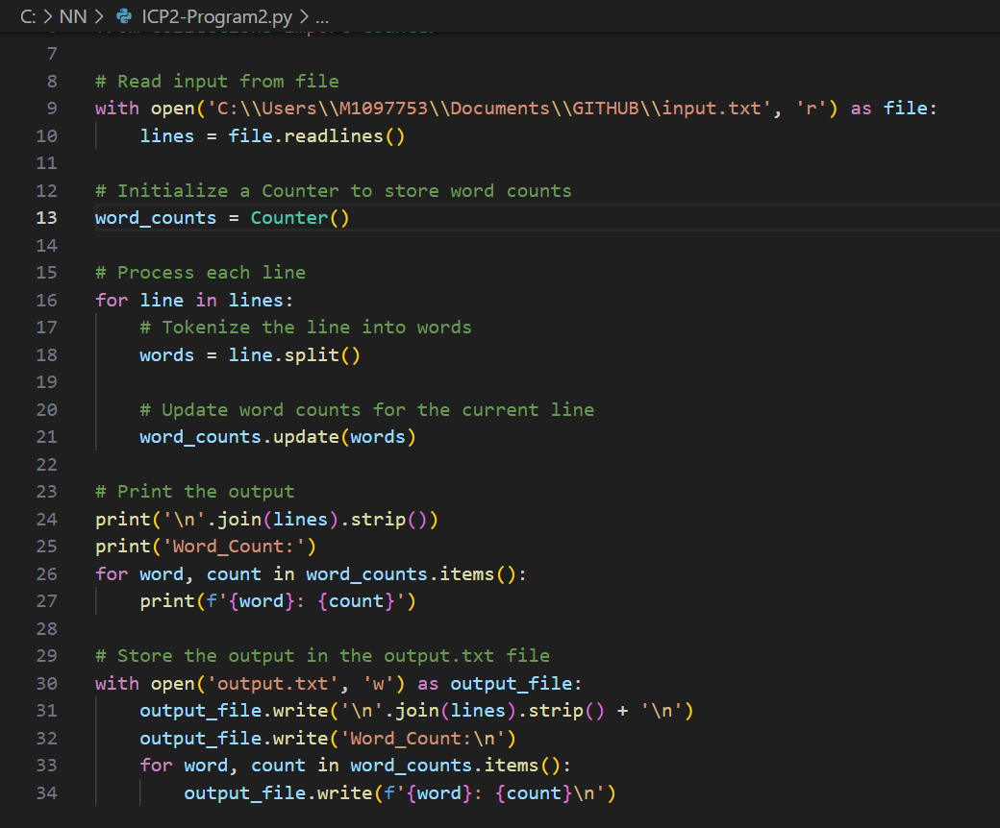 C: > NN > ICP2-Program2.py > ...
7
8 # Read input from file
9 with open('C:\\Users\\M1097753\\Documents\\GITHUB\\input.txt', 'r') as file:
10     lines = file.readlines()
11
12 # Initialize a Counter to store word counts
13 word_counts = Counter()
14
15 # Process each line
16 for line in lines:
17     # Tokenize the line into words
18     words = line.split()
19
20     # Update word counts for the current line
21     word_counts.update(words)
22
23 # Print the output
24 print('\n'.join(lines).strip())
25 print('Word_Count:')
26 for word, count in word_counts.items():
27     print(f'{word}: {count}')
28
29 # Store the output in the output.txt file
30 with open('output.txt', 'w') as output_file:
31     output_file.write('\n'.join(lines).strip() + '\n')
32     output_file.write('Word_Count:\n')
33     for word, count in word_counts.items():
34         output_file.write(f'{word}: {count}\n')